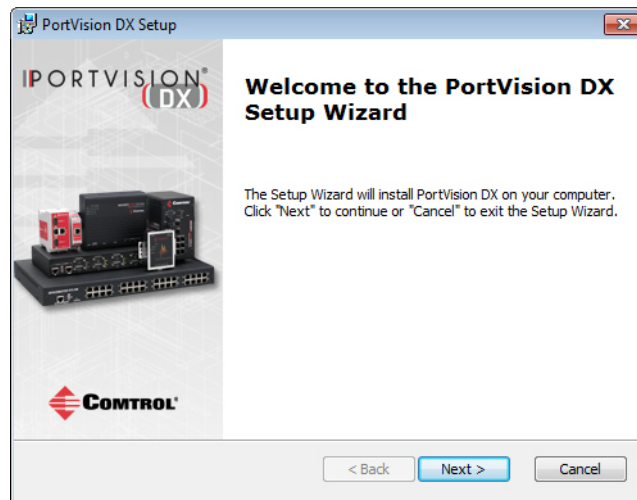 PortVision DX Setup
PORTVISION®
(DX)
Welcome to the PortVision DX
Setup Wizard
The Setup Wizard will install PortVision DX on your computer.
Click "Next" to continue or "Cancel" to exit the Setup Wizard.
COMTROL®
< Back
Next >
Cancel